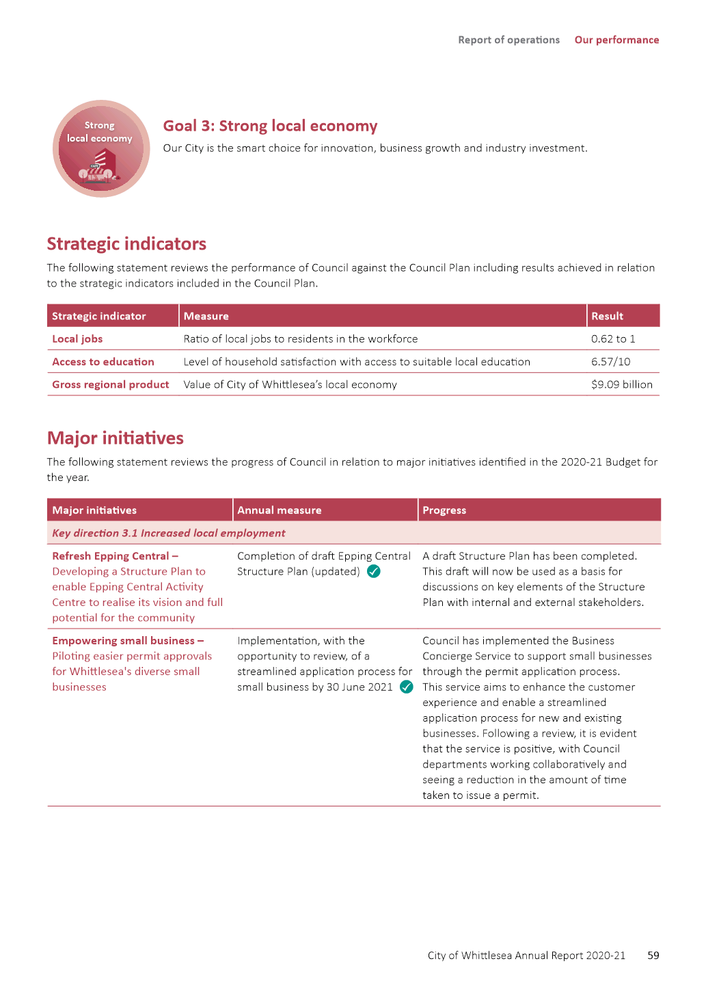 Report of operations Our performance
Strong
local economy
CAFE
Goal 3: Strong local economy
Our City is the smart choice for innovation, business growth and industry investment.
Strategic indicators
The following statement reviews the performance of Council against the Council Plan including results achieved in relation
to the strategic indicators included in the Council Plan.
Strategic indicator Measure Result
Local jobs Ratio of local jobs to residents in the workforce 0.62 to 1
Access to education Level of household satisfaction with access to suitable local education 6.57/10
Gross regional product Value of City of Whittlesea’s local economy $9.09 billion
Major initiatives
The following statement reviews the progress of Council in relation to major initiatives identified in the 2020-21 Budget for
the year.
Major initiatives Annual measure Progress
Key direction 3.1 Increased local employment
Refresh Epping Central –
Developing a Structure Plan to
enable Epping Central Activity
Centre to realise its vision and full
potential for the community
Completion of draft Epping Central
Structure Plan (updated)
A draft Structure Plan has been completed.
This draft will now be used as a basis for
discussions on key elements of the Structure
Plan with internal and external stakeholders.
Empowering small business –
Piloting easier permit approvals
for Whittlesea's diverse small
businesses
Implementation, with the
opportunity to review, of a
streamlined application process for
small business by 30 June 2021
Council has implemented the Business
Concierge Service to support small businesses
through the permit application process.
This service aims to enhance the customer
experience and enable a streamlined
application process for new and existing
businesses. Following a review, it is evident
that the service is positive, with Council
departments working collaboratively and
seeing a reduction in the amount of time
taken to issue a permit.
City of Whittlesea Annual Report 2020-21 59